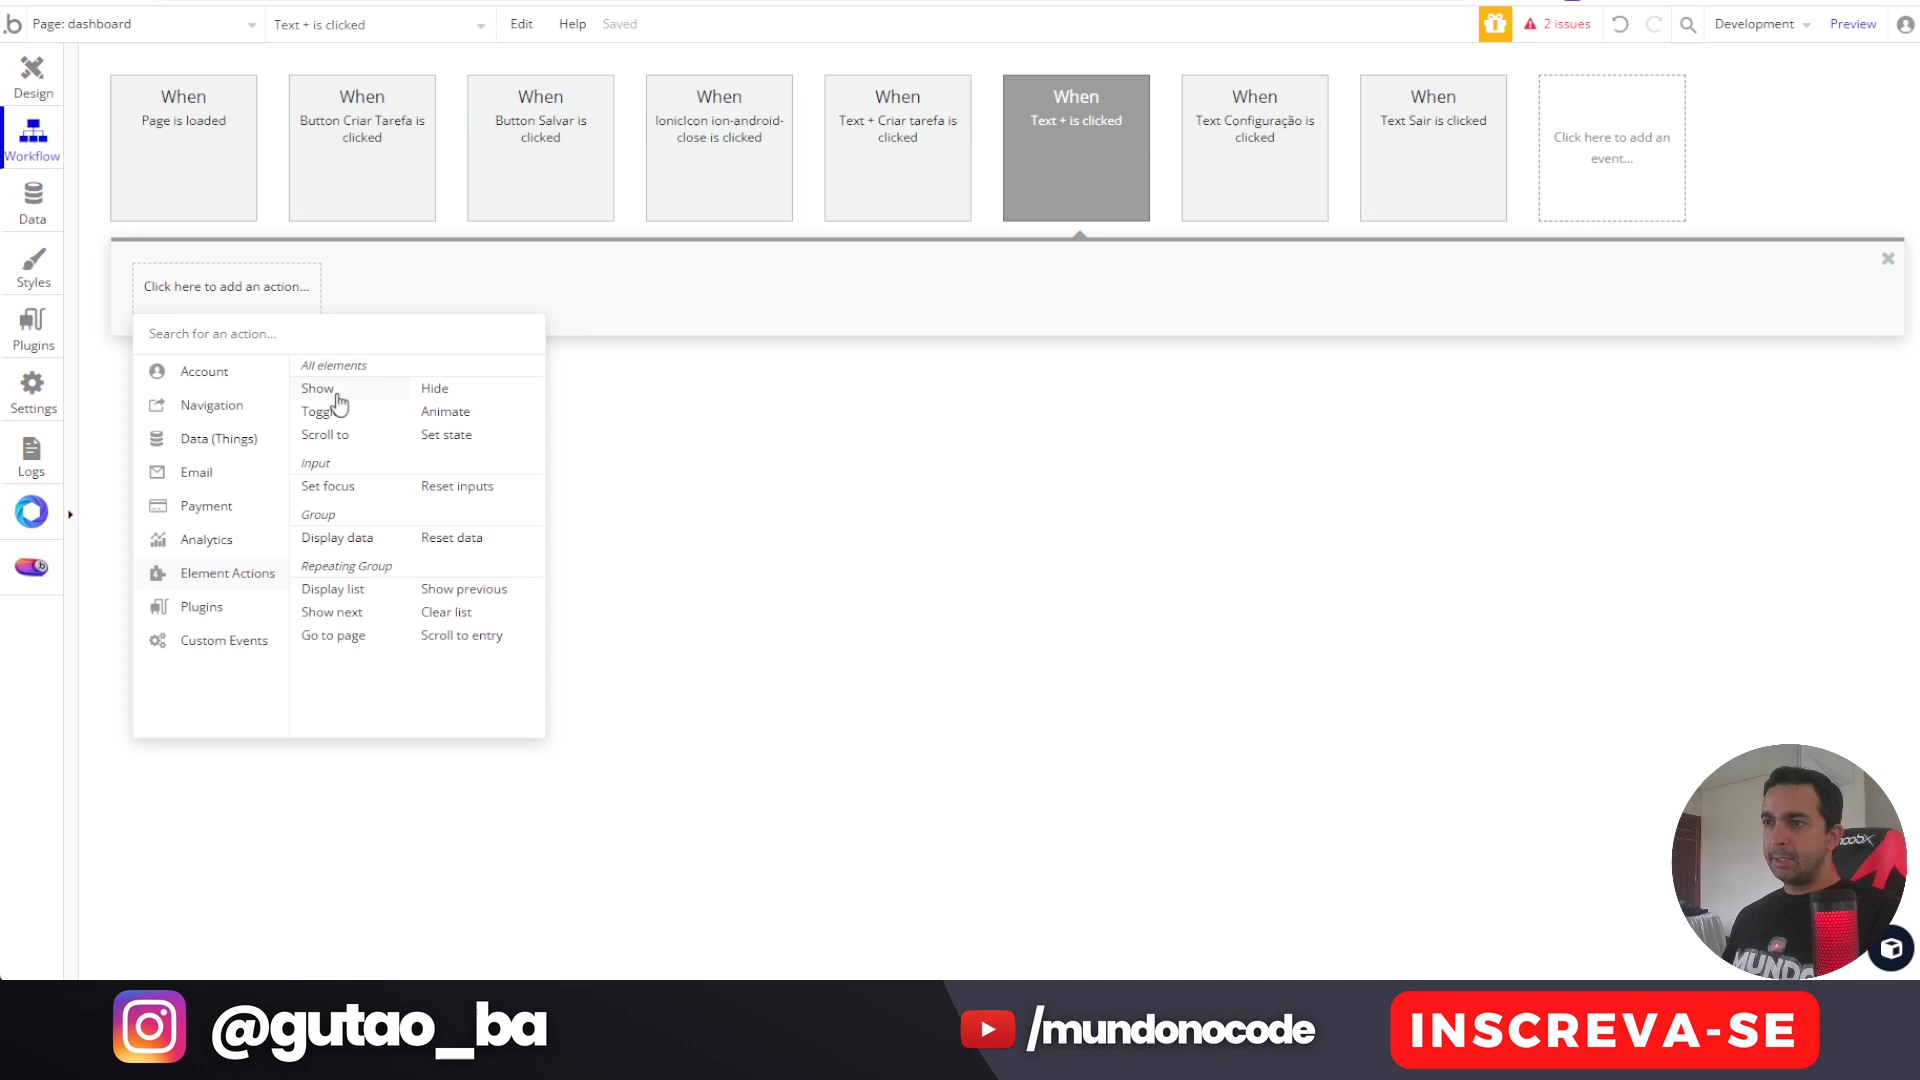 .b Page: dashboard Text + is clicked Edit Help Saved 2 issues Development Preview
Design
Workflow
Data
Styles
Plugins
Settings
Logs
When
Page is loaded
When
Button Criar Tarefa is
clicked
When
Button Salvar is
clicked
When
IonicIcon ion-android-
close is clicked
When
Text + Criar tarefa is
clicked
When
Text + is clicked
When
Text Configuração is
clicked
When
Text Sair is clicked
Click here to add an
event...
Click here to add an action...
Search for an action...
Account
Navigation
Data (Things)
Email
Payment
Analytics
Element Actions
Plugins
Custom Events
All elements
Show Hide
Toggl Animate
Scroll to Set state
Input
Set focus Reset inputs
Group
Display data Reset data
Repeating Group
Display list Show previous
Show next Clear list
Go to page Scroll to entry
noobx
MUNDO
@gutao_ba /mundonocode INSCREVA-SE